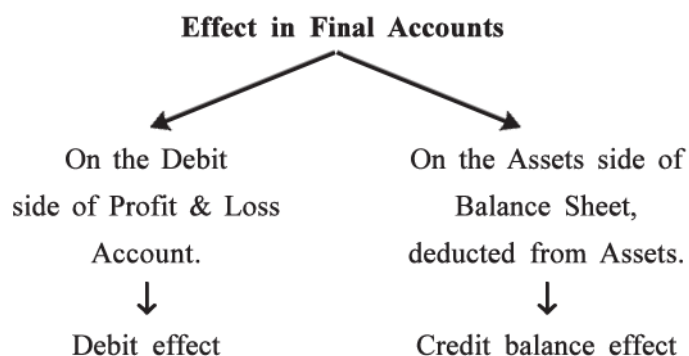 Effect in Final Accounts
On the Debit
side of Profit & Loss
Account.
Debit effect
On the Assets side of
Balance Sheet,
deducted from Assets.
Credit balance effect